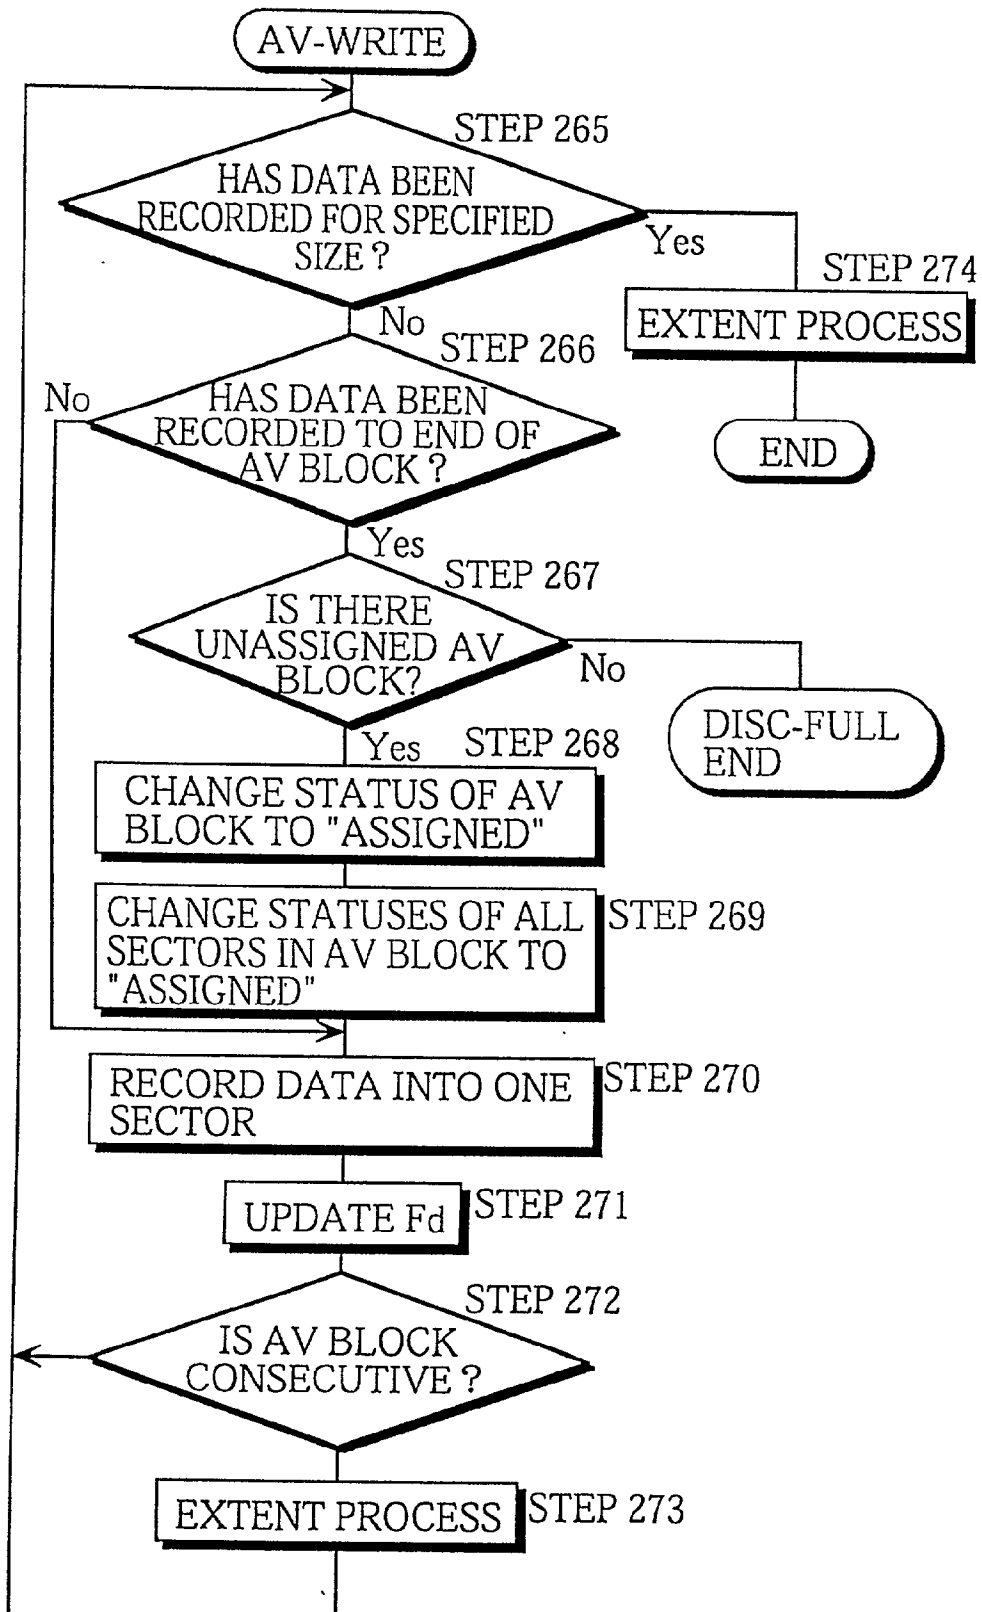 AV-WRITE
STEP 265
HAS DATA BEEN
RECORDED FOR SPECIFIED
SIZE ?
Yes
STEP 274
EXTENT PROCESS
END
No
STEP 266
No
HAS DATA BEEN
RECORDED TO END OF
AV BLOCK ?
Yes
STEP 267
IS THERE
UNASSIGNED AV
BLOCK?
No
DISC-FULL
END
Yes
STEP 268
CHANGE STATUS OF AV
BLOCK TO "ASSIGNED"
CHANGE STATUSES OF ALL
SECTORS IN AV BLOCK TO
"ASSIGNED"
STEP 269
RECORD DATA INTO ONE
SECTOR
STEP 270
UPDATE Fd
STEP 271
STEP 272
IS AV BLOCK
CONSECUTIVE ?
EXTENT PROCESS
STEP 273